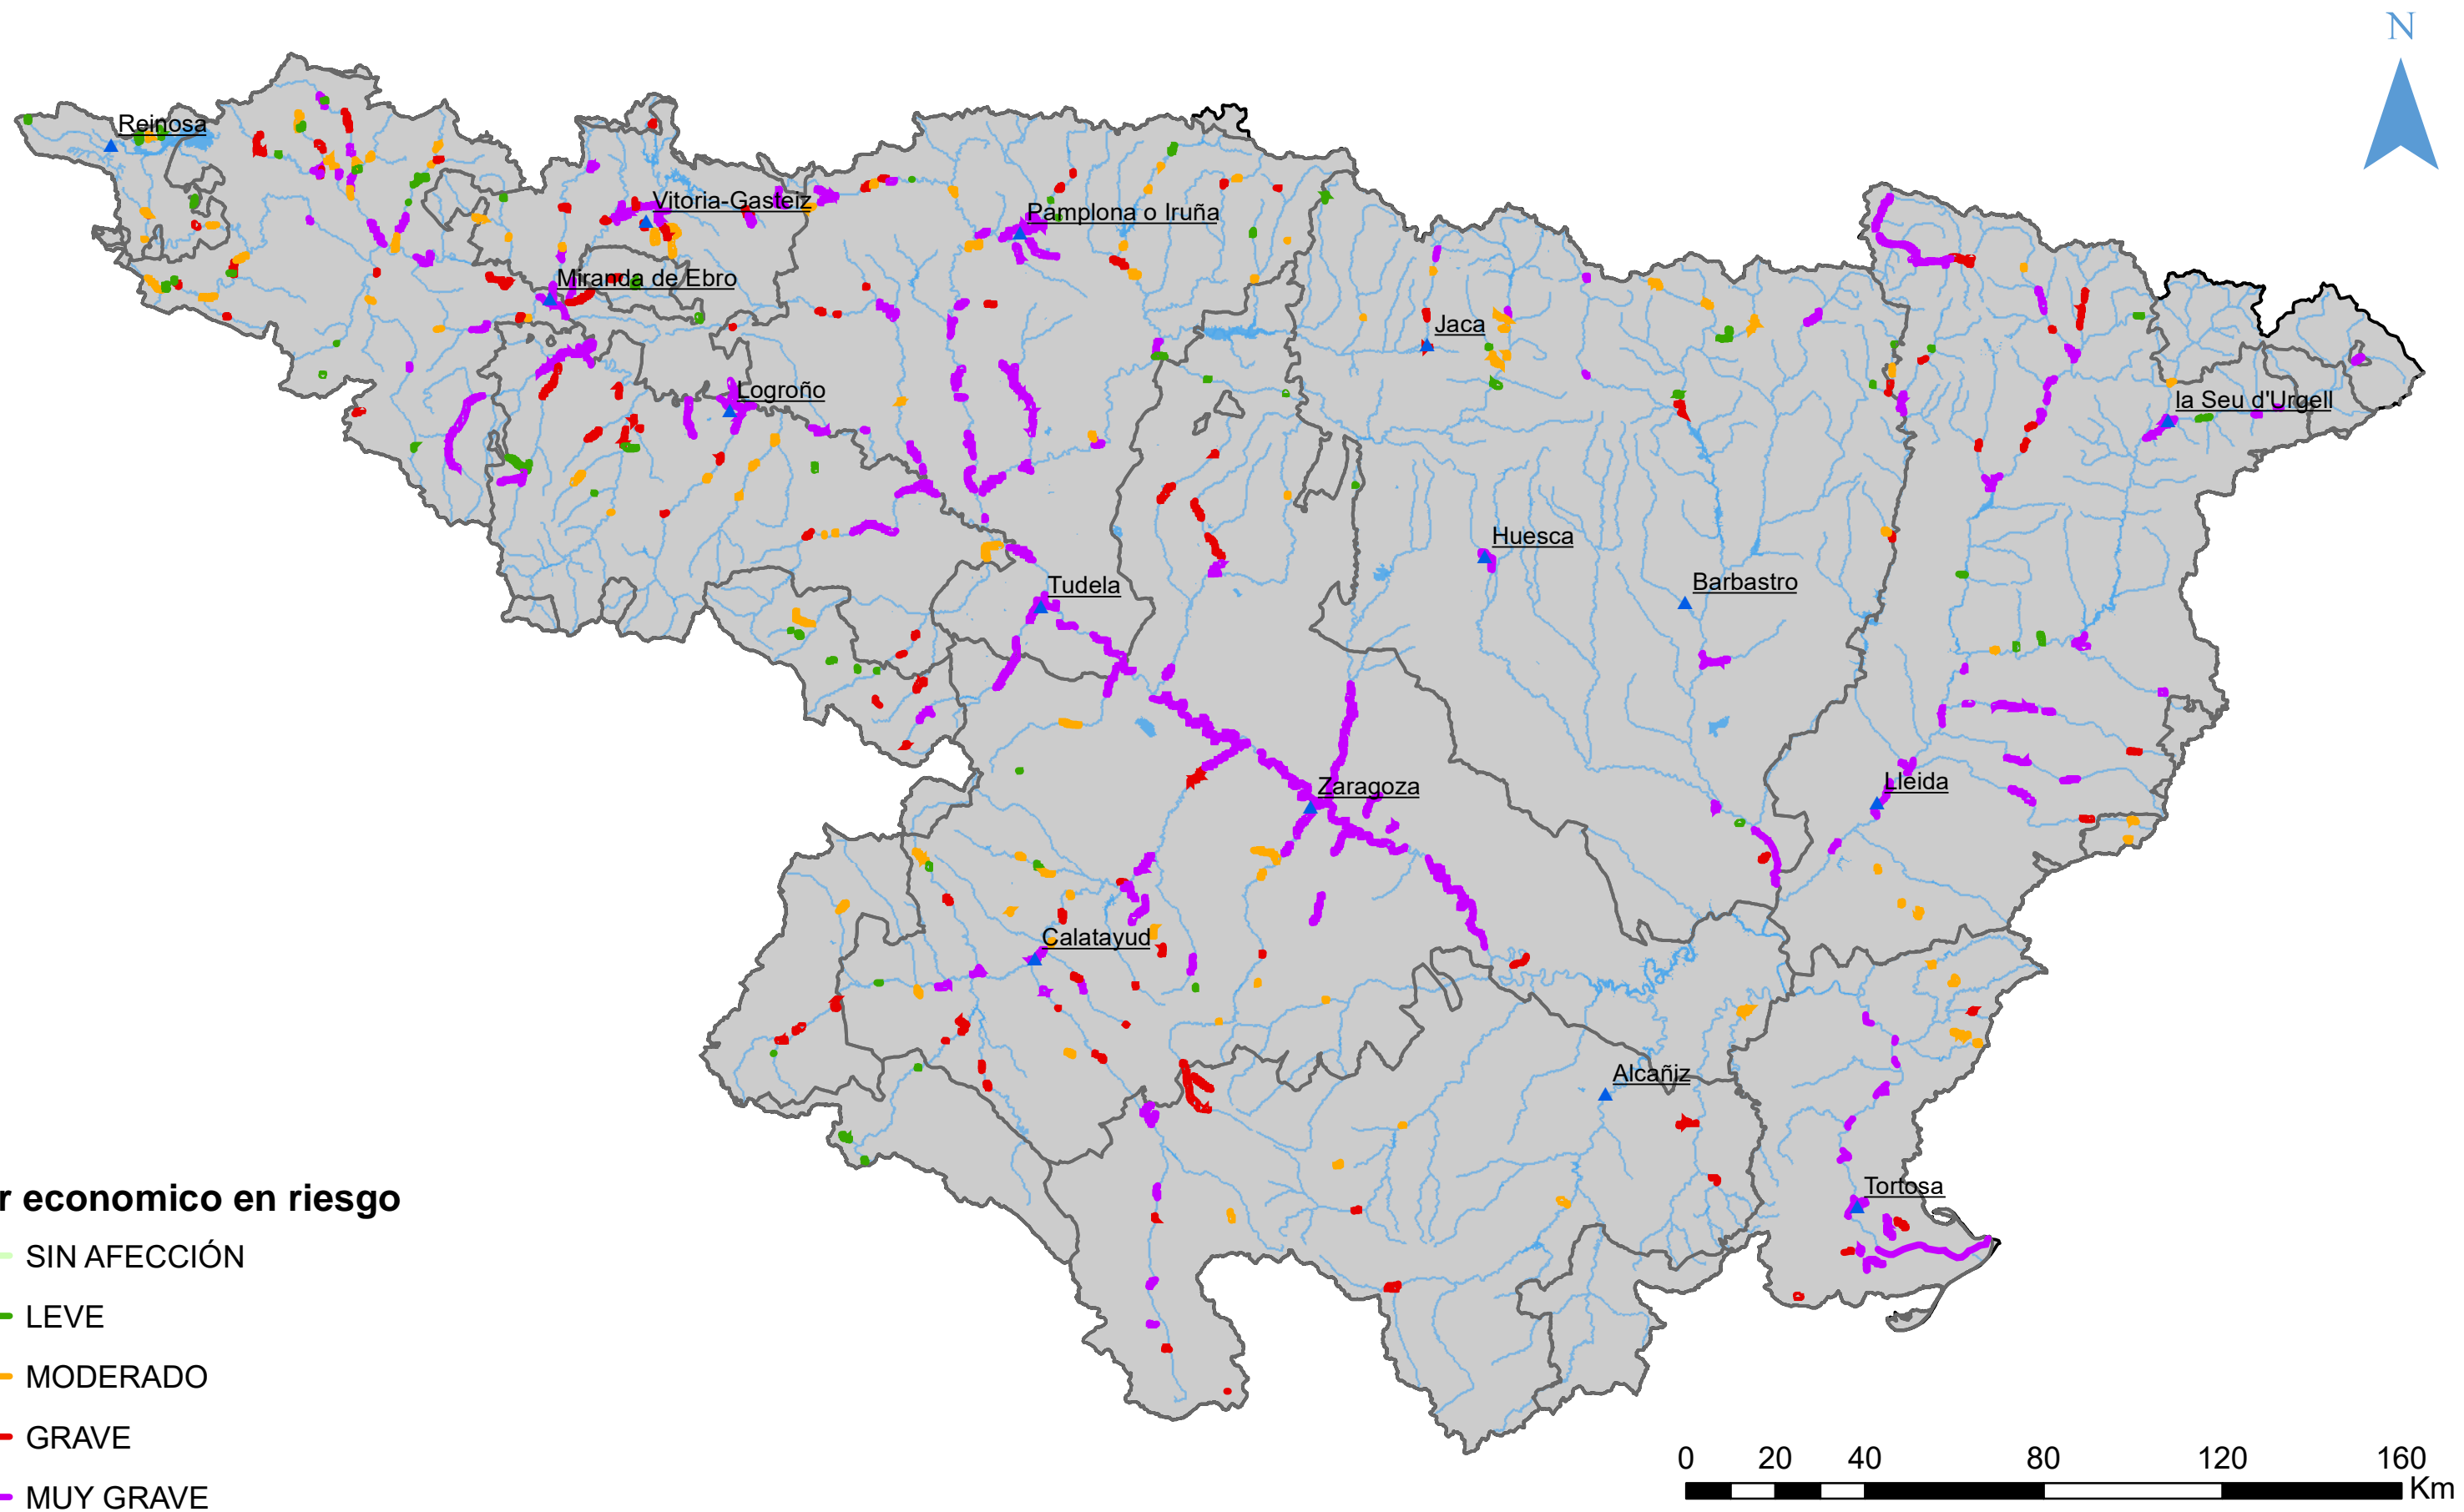 N
Reinosa
Vitoria-Gasteiz
Pamplona o Iruña
Miranda de Ebro
Jaca
Logroño
la Seu d'Urgell
Huesca
Tudela
Barbastro
Zaragoza
Lleida
Calatayud
Alcañiz
Tortosa
r economico en riesgo
SIN AFECCIÓN
LEVE
MODERADO
GRAVE
MUY GRAVE
0 20 40 80 120 160
Km